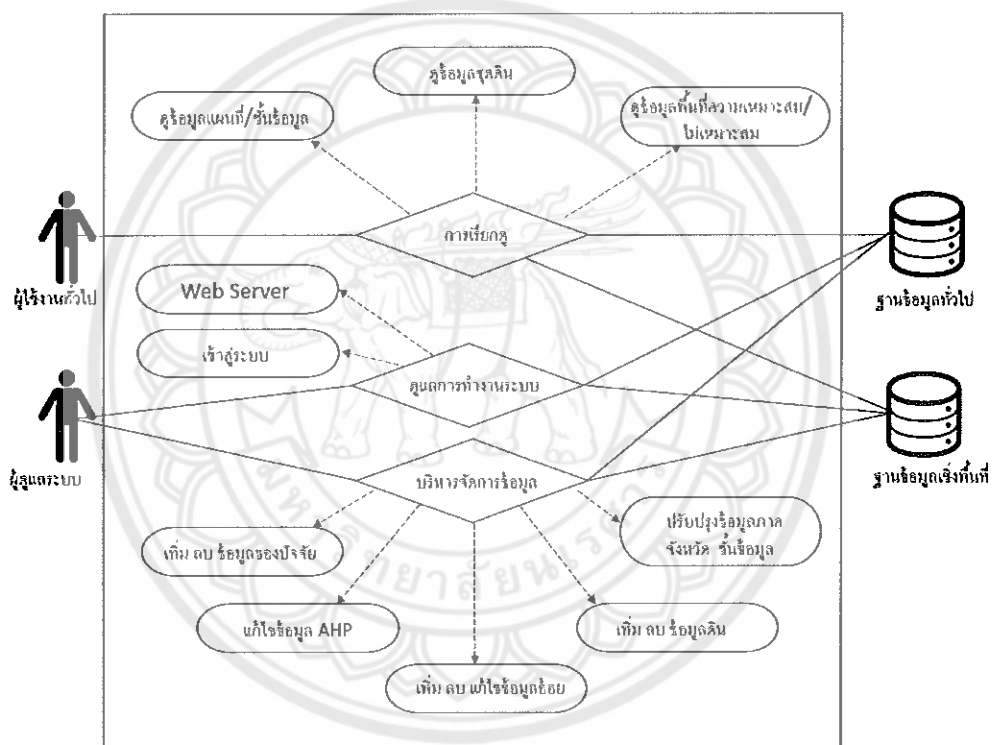 ดูข้อมูลชุดดิน
ดูข้อมูลแผนที่/ชั้นข้อมูล
ดูข้อมูลพื้นที่ความเหมาะสม/
ไม่เหมาะสม
การเรียกดู
ผู้ใช้งานทั่วไป
ฐานข้อมูลทั่วไป
Web Server
เข้าสู่ระบบ
ดูแลการทำงานระบบ
ผู้ดูแลระบบ
ฐานข้อมูลเชิงพื้นที่
บริหารจัดการข้อมูล
เพิ่ม ลบ ข้อมูลของปัจจัย
ปรับปรุงข้อมูลภาค
จังหวัด ชั้นข้อมูล
แก้ไขข้อมูล AHP
เพิ่ม ลบ ข้อมูลดิน
เพิ่ม ลบ แก้ไขข้อมูลอ้อย